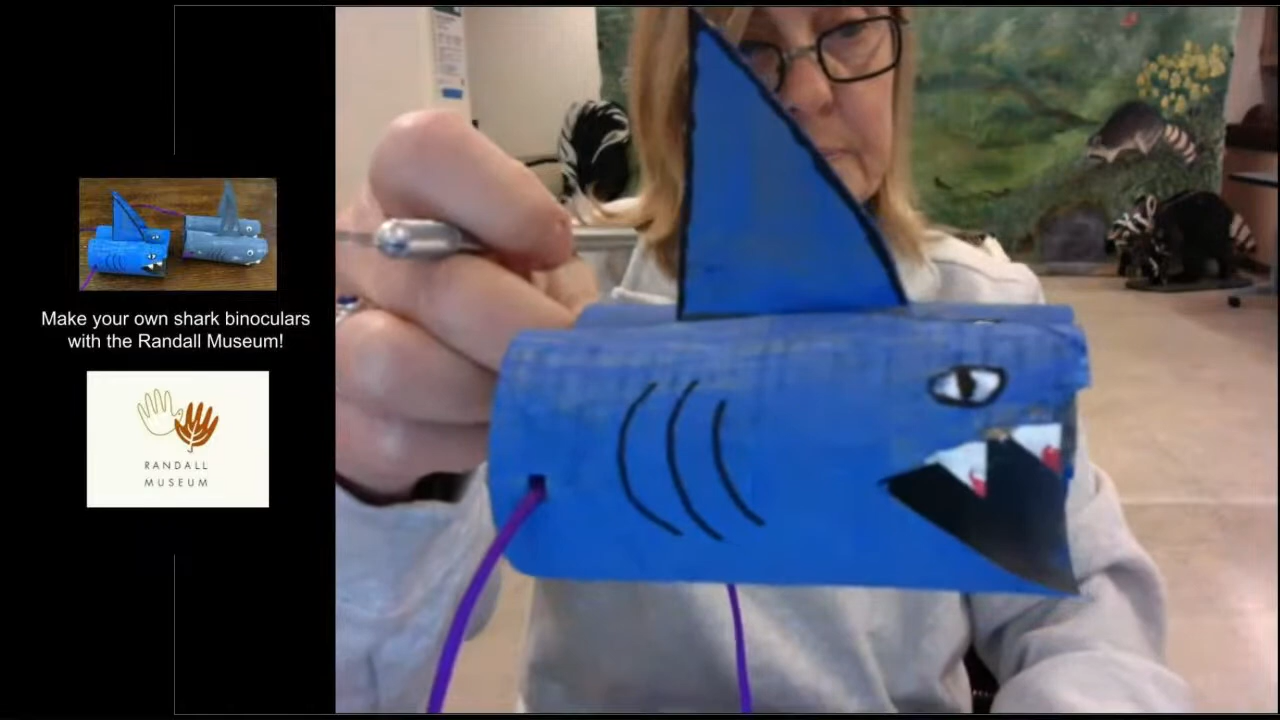 Make your own shark binoculars
with the Randall Museum!
RANDALL
MUSEUM